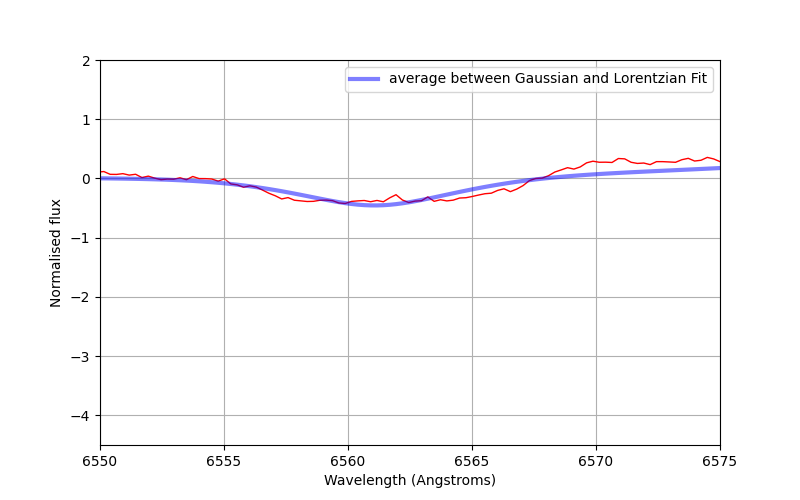 average between Gaussian and Lorentzian Fit
2
1
0
−1
−2
−3
−4
Normalised flux
6550 6555 6560 6565 6570 6575
Wavelength (Angstroms)